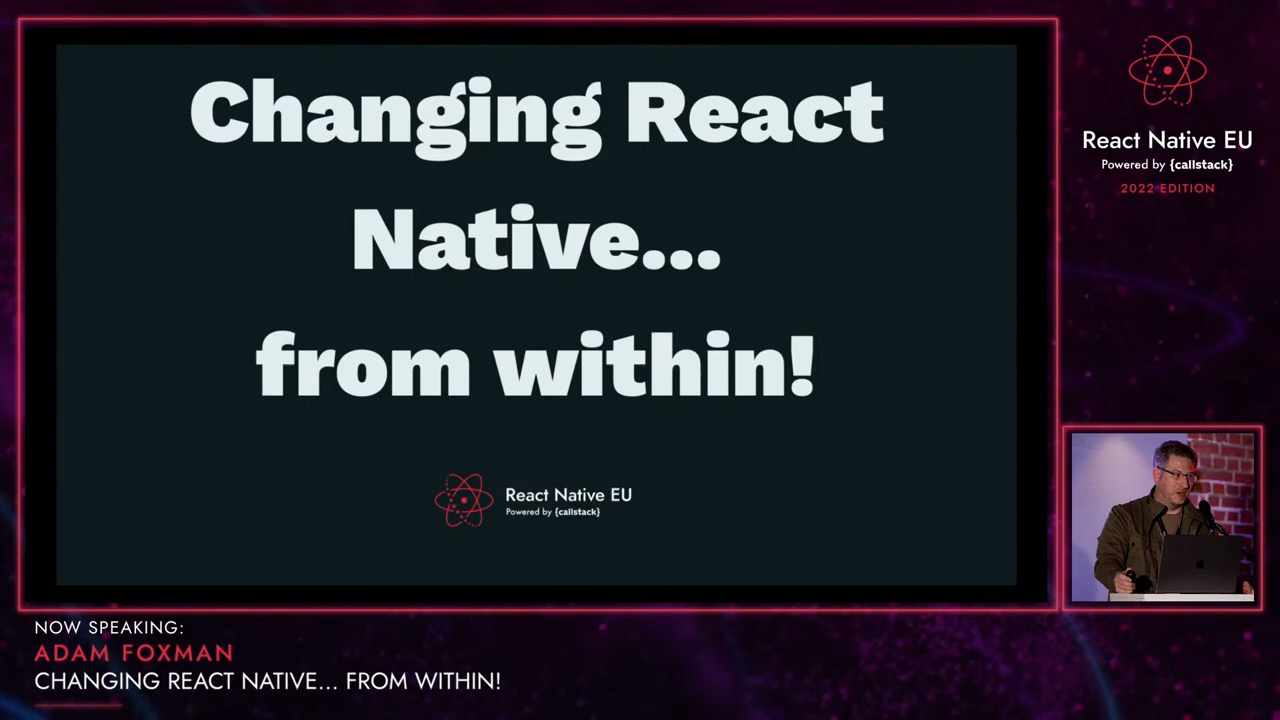 Changing React
Native...
from within!
React Native EU
Powered by {callstack}
React Native EU
Powered by {callstack}
2022 EDITION
NOW SPEAKING:
ADAM FOXMAN
CHANGING REACT NATIVE... FROM WITHIN!